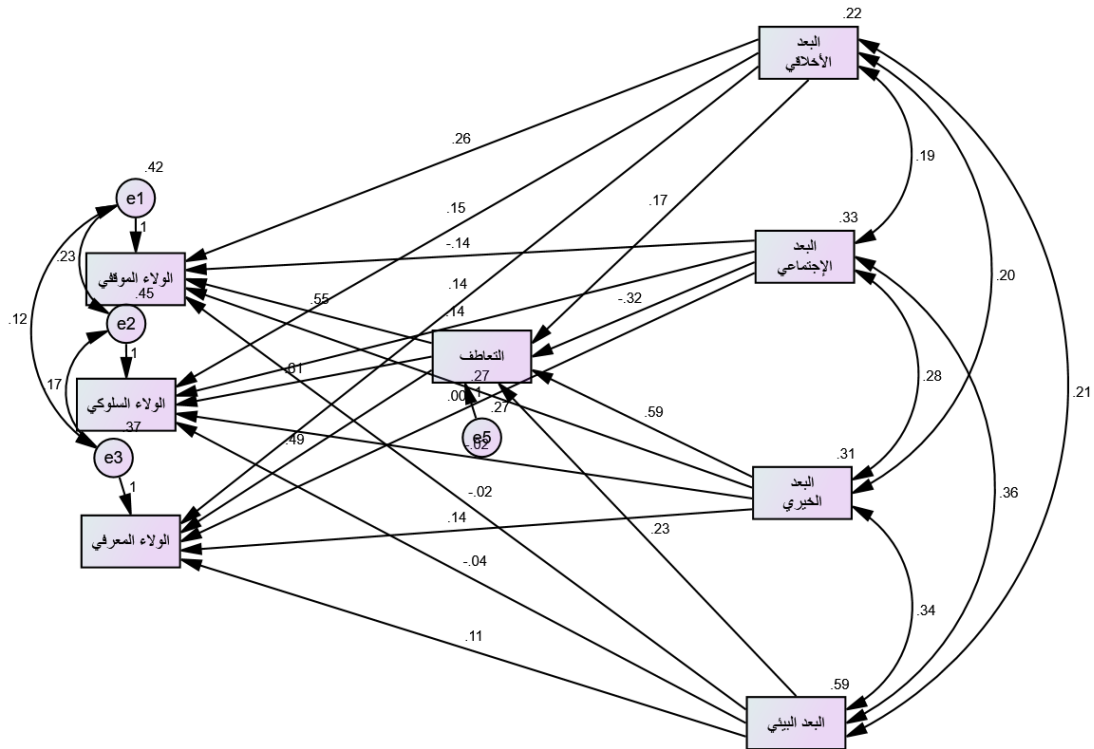 .22
البعد
الأخلاقي
.42
.26
e1
.19
1
.15
.17
.33
-.14
البعد
الإجتماعي
.23
الولاء الموقفي
.20
.45
.55
.14
-.32
.12
e2
.14
1
التعاطف
.28
17
.61
.27
.21
الولاء السلوكي
.00
1
.27
.59
.37
.49
e5
-.02
.31
e3
البعد
الخيري
1
-.02
.36
.14
.23
الولاء المعرفي
-.04
.34
.11
.59
البعد البيئي